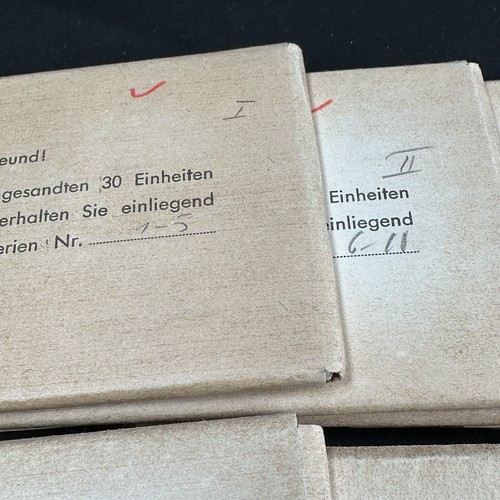 I
eund!
gesandten 30 Einheiten
erhalten Sie einliegend
erien Nr. 1-5
II
Einheiten
einliegend
6-11